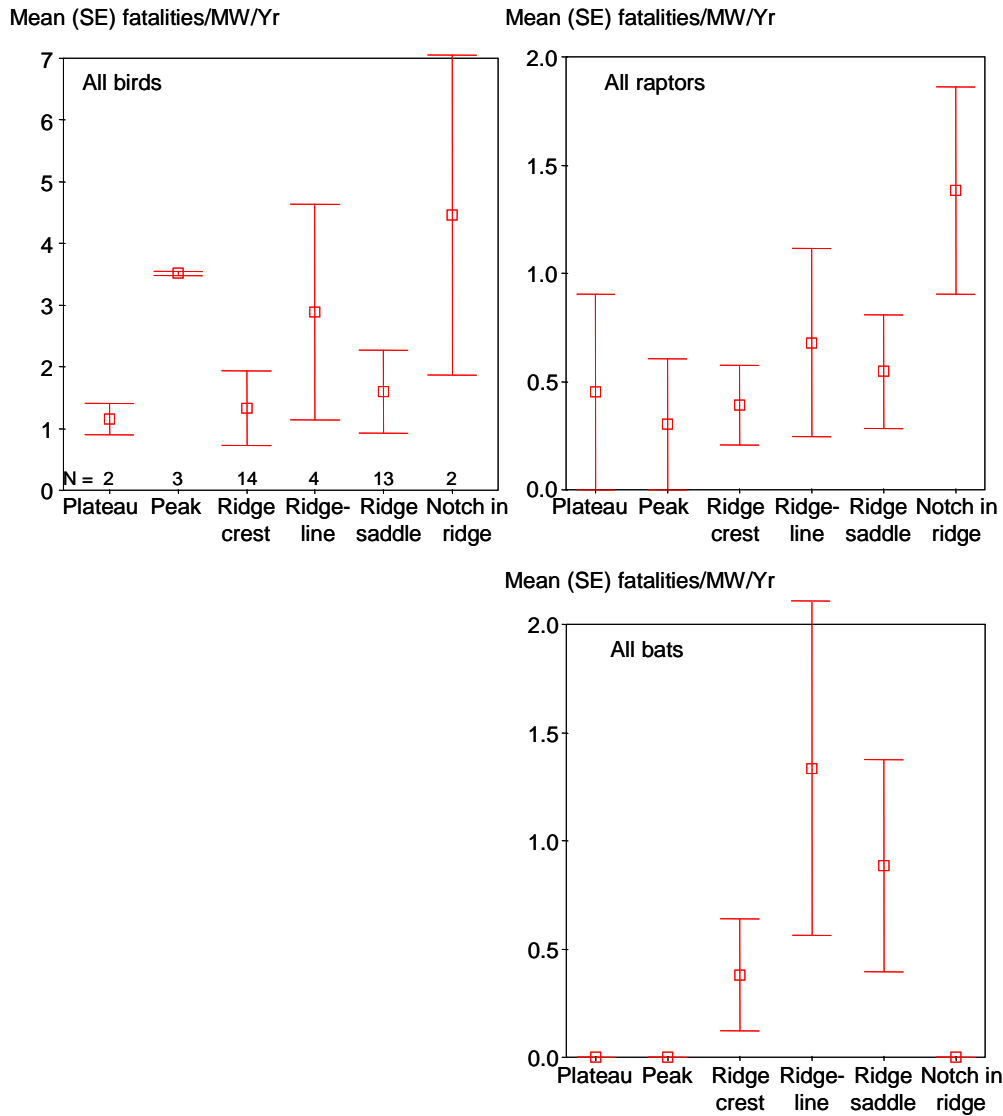 Mean (SE) fatalities/MW/Yr
All birds
7
6
5
4
3
2
1
0
N = 2 3 14 4 13 2
Plateau Peak Ridge Ridge- Ridge Notch in
crest line saddle ridge
Mean (SE) fatalities/MW/Yr
All raptors
2.0
1.5
1.0
0.5
0.0
Plateau Peak Ridge Ridge- Ridge Notch in
crest line saddle ridge
Mean (SE) fatalities/MW/Yr
All bats
2.0
1.5
1.0
0.5
0.0
Plateau Peak Ridge Ridge- Ridge Notch in
crest line saddle ridge